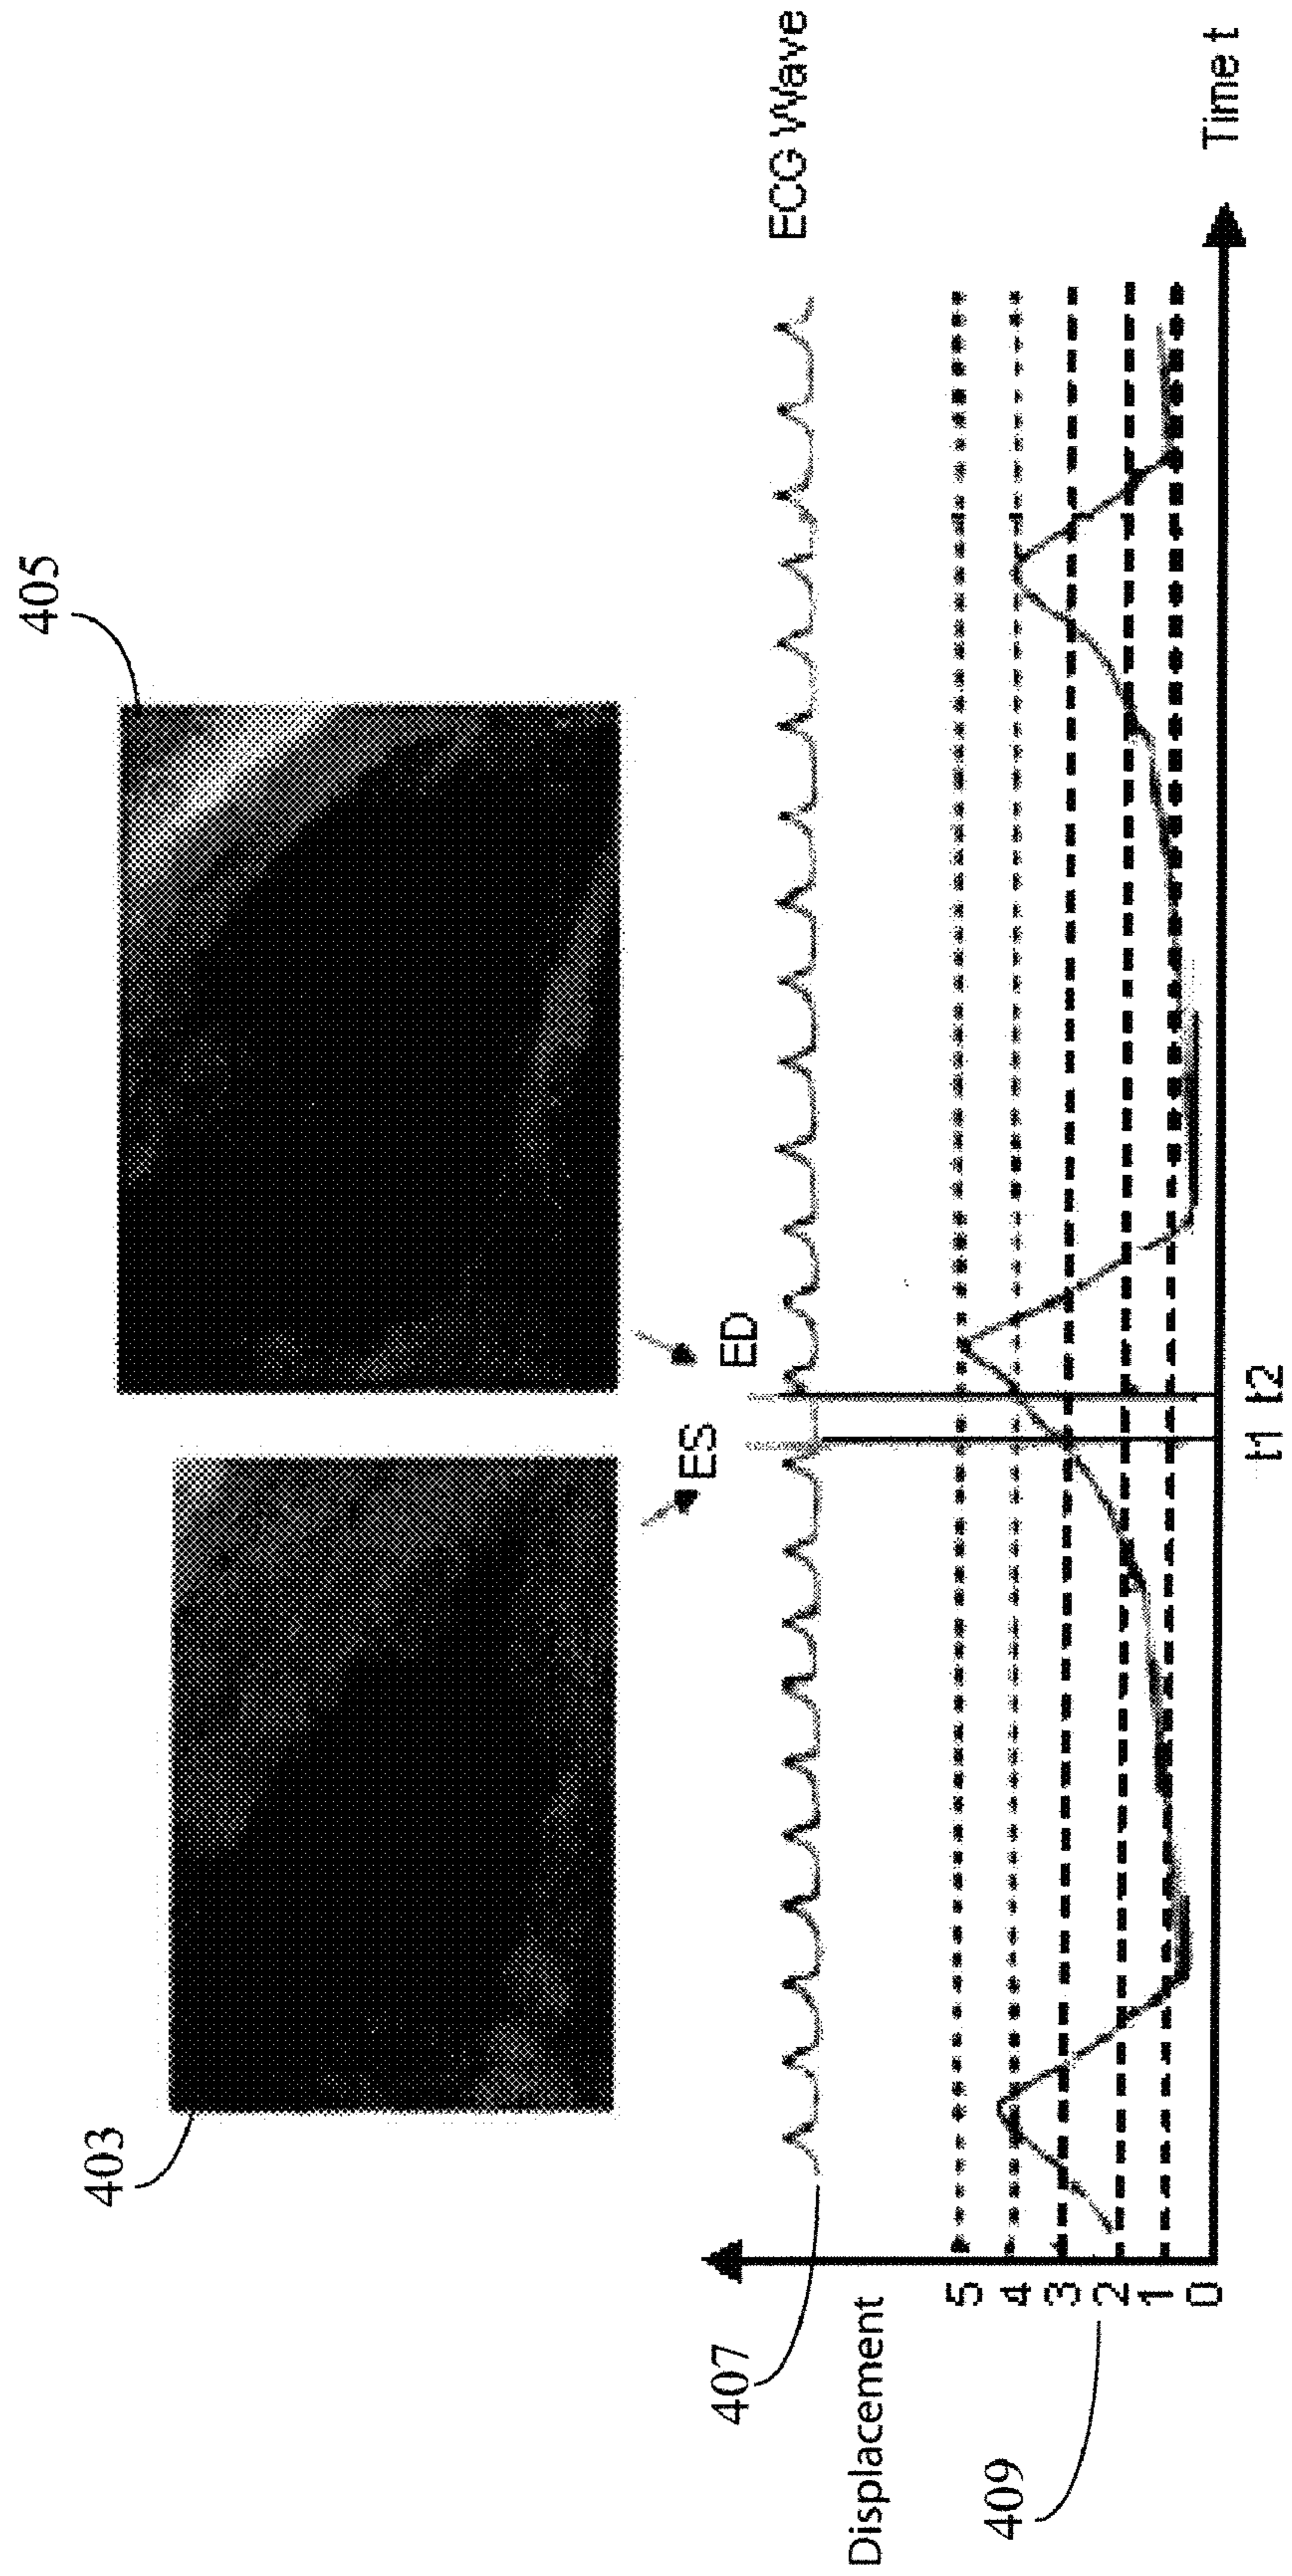 403
405
ES
ED
407
ECG Wave
Displacement
5
4
3
2
1
0
409
t1
t2
Time t